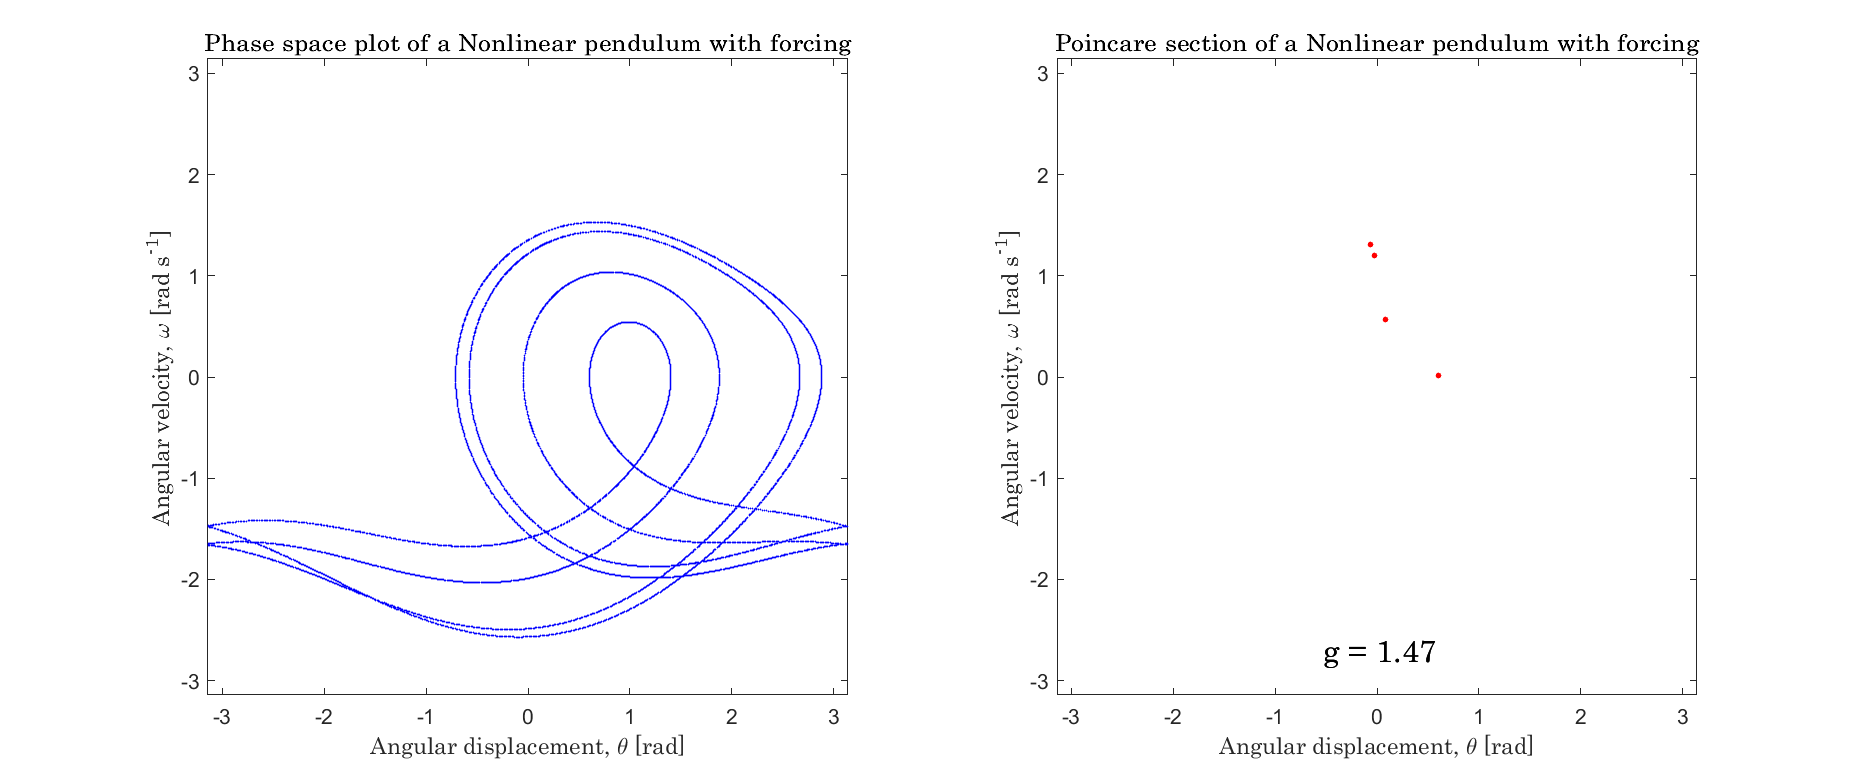 Phase space plot of a Nonlinear pendulum with forcing
3
2
1
0
-1
-2
-3
-3 -2 -1 0 1 2 3
Angular velocity, ω [rad s⁻¹]
Angular displacement, θ [rad]
Poincare section of a Nonlinear pendulum with forcing
3
2
1
0
-1
-2
-3
-3 -2 -1 0 1 2 3
Angular velocity, ω [rad s⁻¹]
g = 1.47
Angular displacement, θ [rad]